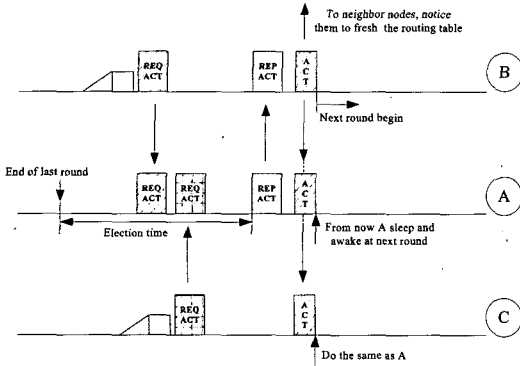 To neighbor nodes, notice
them to fresh the routing table
REQ
ACT
REP
ACT
A
C
T
B
Next round begin
End of last round
REQ
ACT
REQ
ACT
REP
ACT
A
C
T
A
Election time
From now A sleep and
awake at next round
REQ
ACT
A
C
T
C
Do the same as A